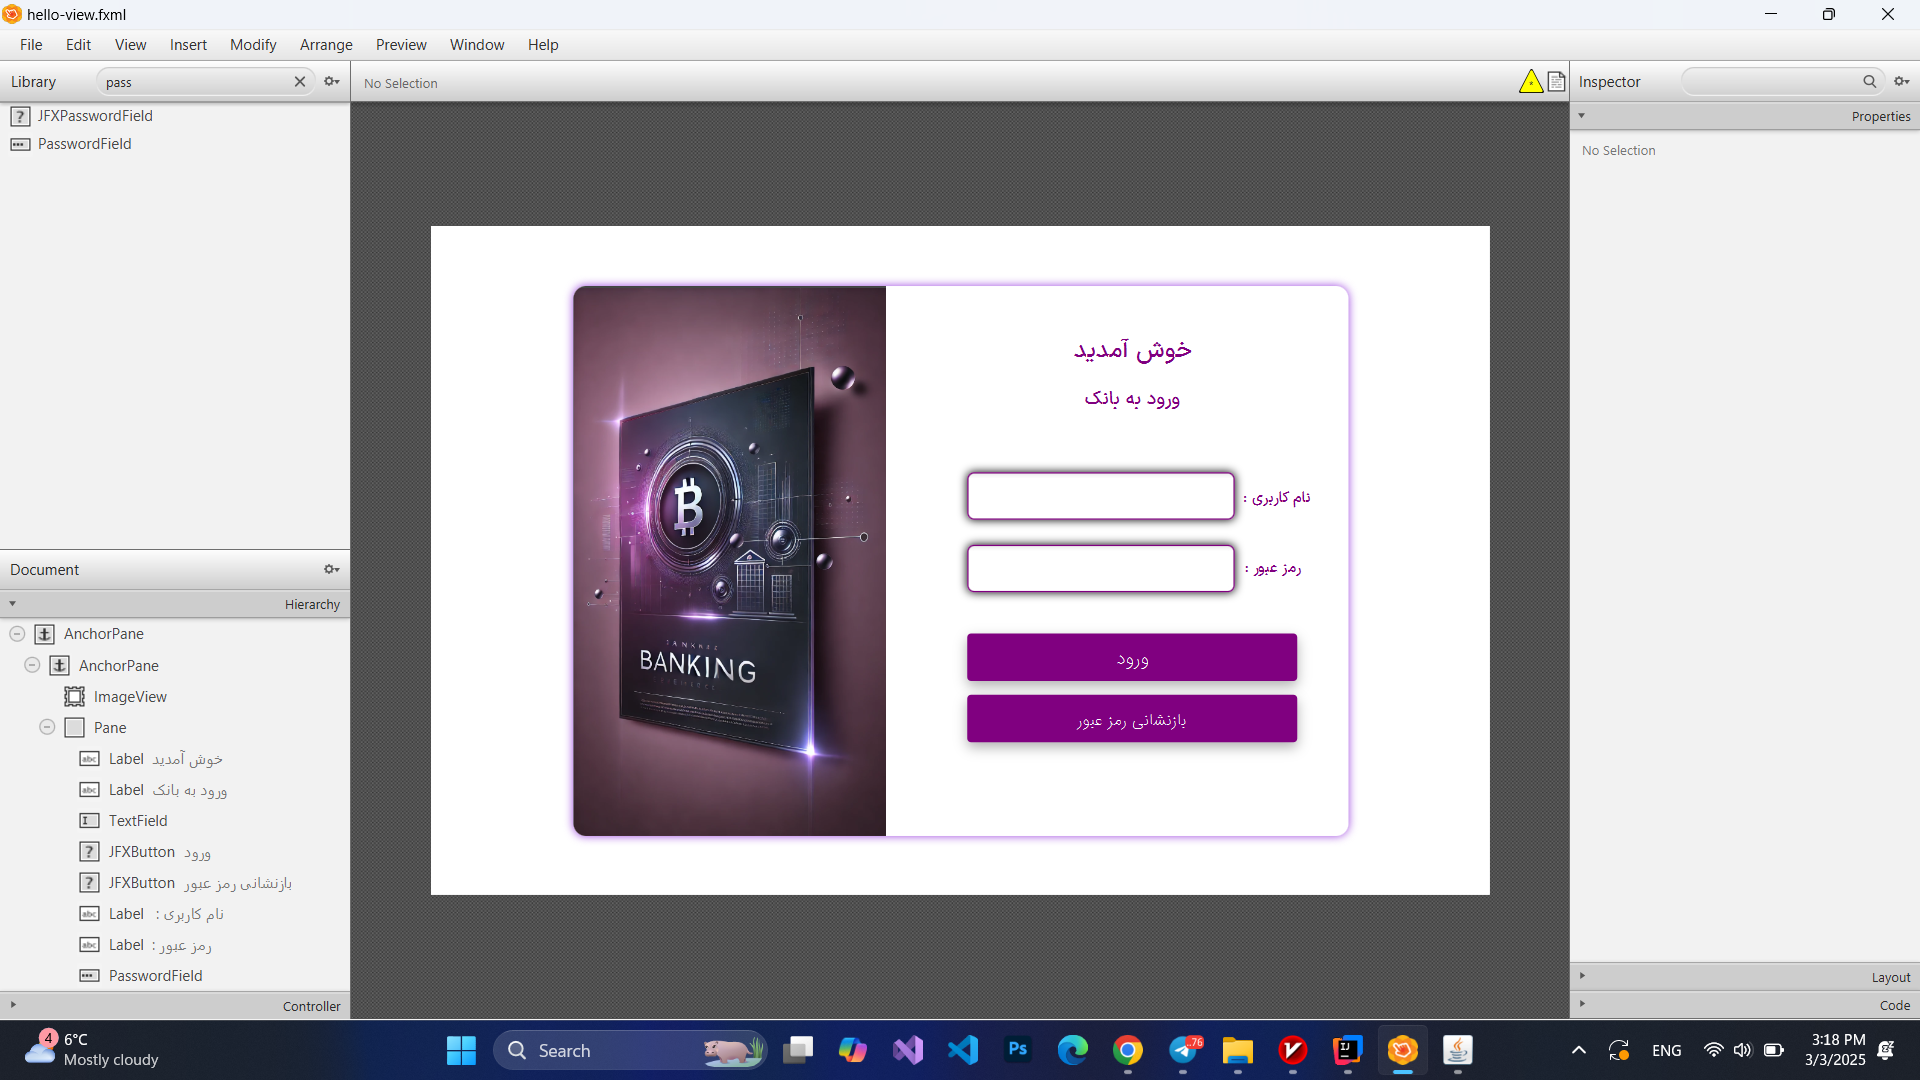 hello-view.fxml
File Edit View Insert Modify Arrange Preview Window Help
Library
pass
JFXPasswordField
PasswordField
Document
Hierarchy
AnchorPane
AnchorPane
ImageView
Pane
Label خوش آمدید
Label ورود به بانک
TextField
JFXButton ورود
JFXButton بازنشانی رمز عبور
Label نام کاربری :
Label رمز عبور :
PasswordField
Controller
No Selection
BANKING
خوش آمدید
ورود به بانک
نام کاربری :
رمز عبور :
ورود
بازنشانی رمز عبور
Inspector
Properties
No Selection
Layout
Code
4
6°C
Mostly cloudy
Search
Ps
.76
IJ
ENG
3:18 PM
3/3/2025